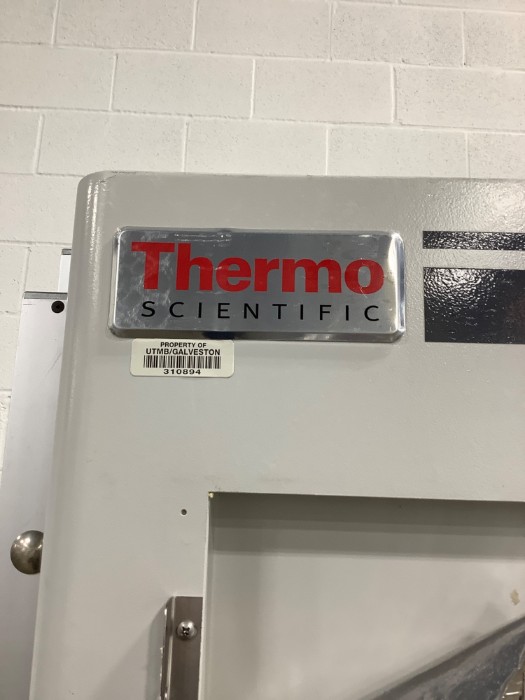 Thermo
SCIENTIFIC
PROPERTY OF
UTMB/GALVESTON
310894